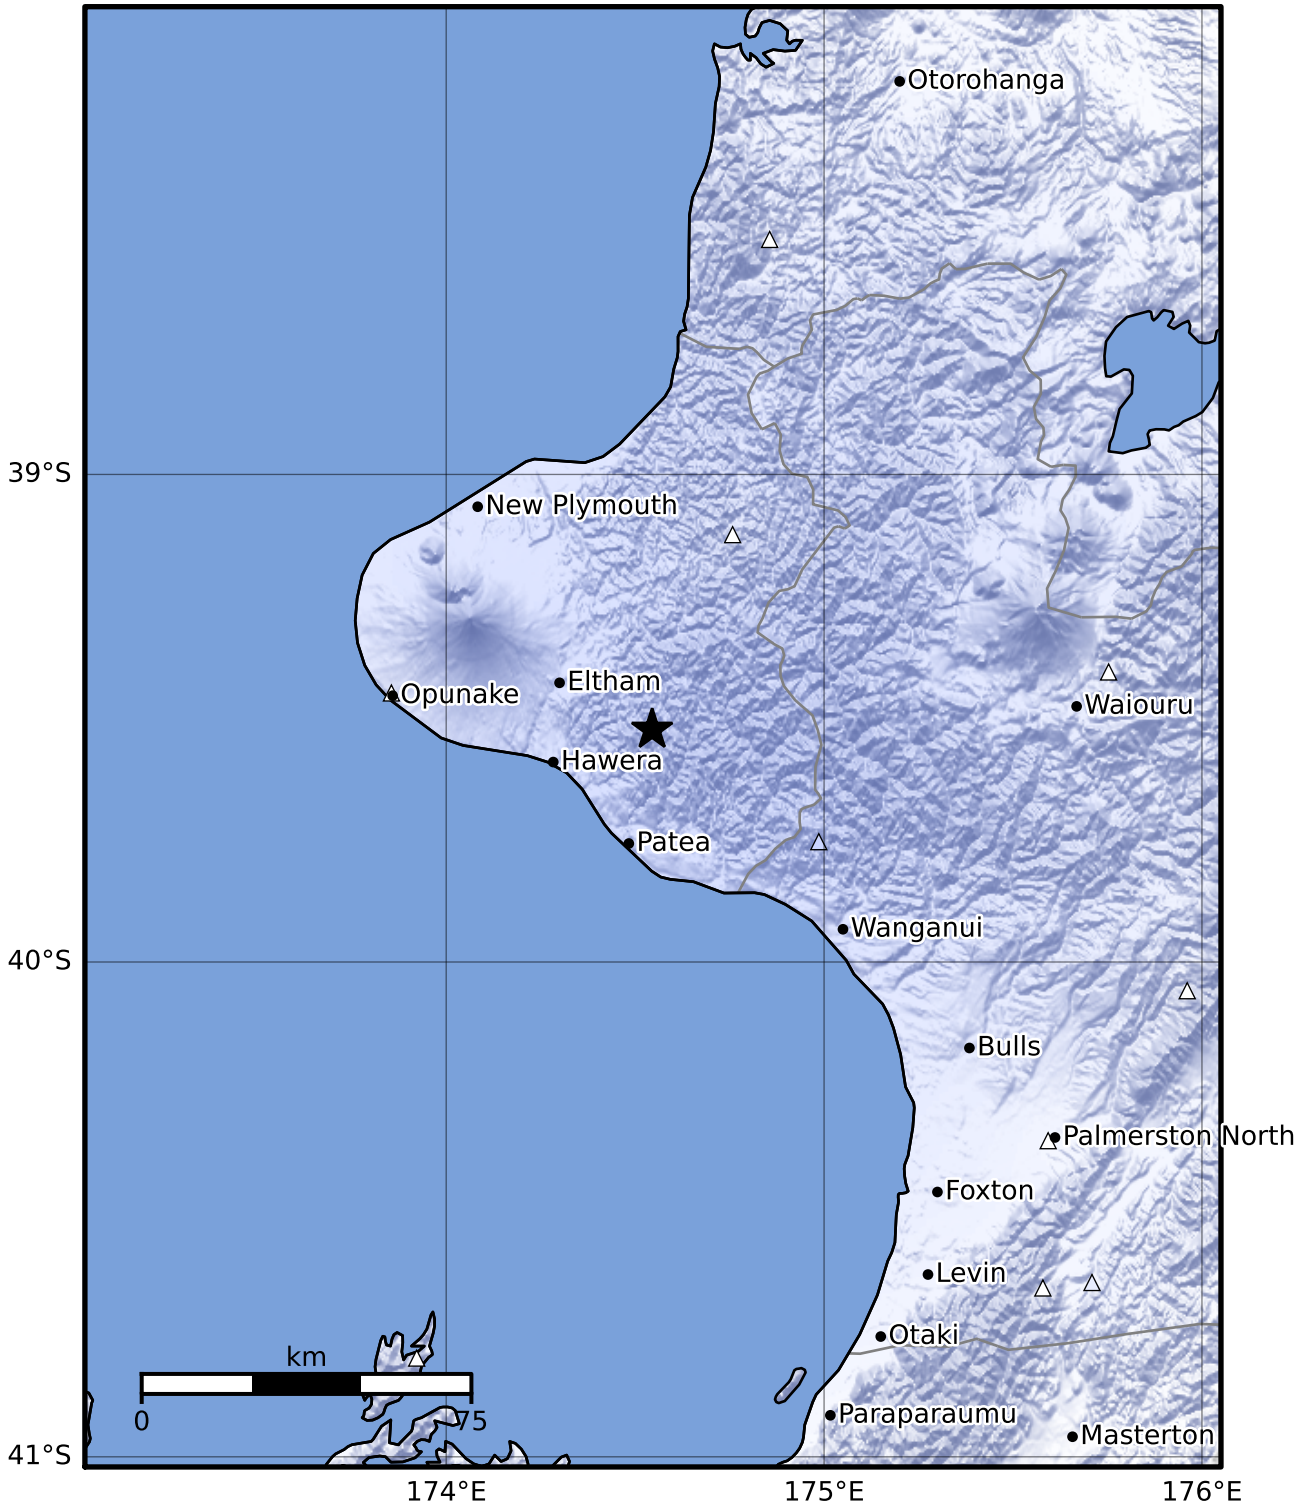 Otorohanga
39°S
New Plymouth
Eltham
Opunake
Waiouru
Hawera
Patea
Wanganui
40°S
Bulls
Palmerston North
Foxton
Levin
Otaki
km
0
75
Paraparaumu
Masterton
41°S
174°E
175°E
176°E